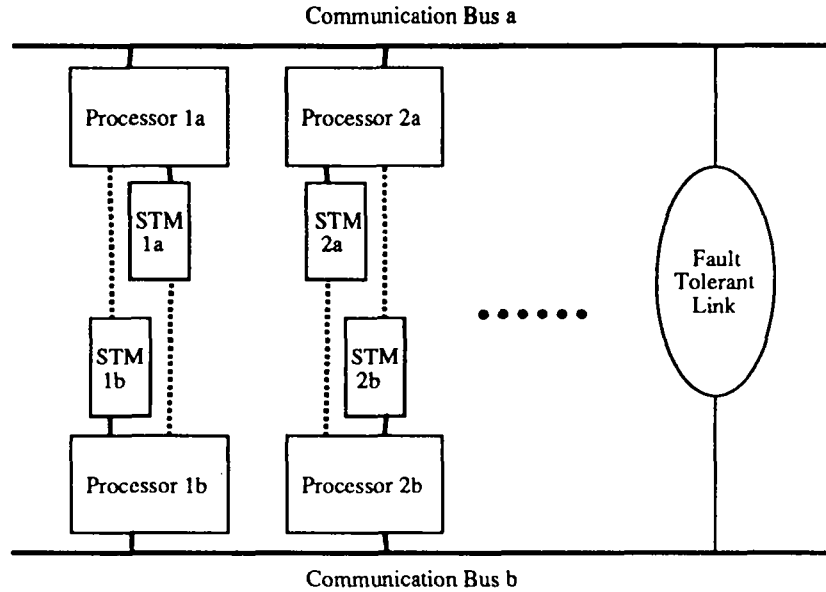 Communication Bus a
Processor 1a
Processor 2a
STM
1a
STM
2a
Fault
Tolerant
Link
STM
1b
STM
2b
Processor 1b
Processor 2b
Communication Bus b